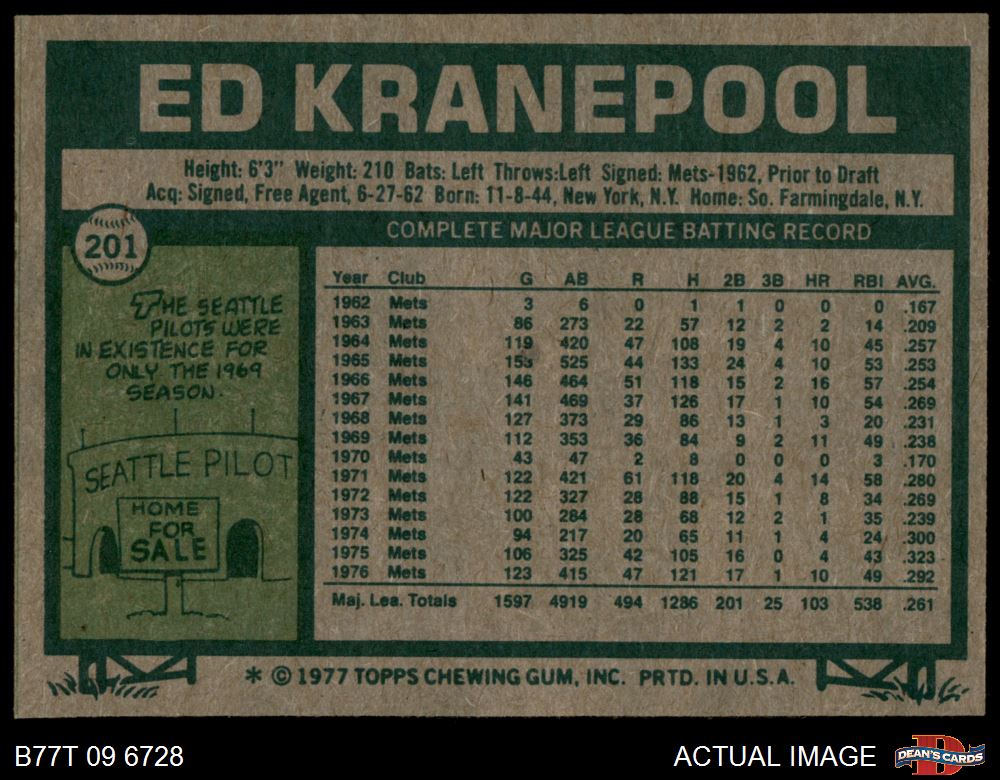 ED KRANEPOOL
Height: 6'3" Weight: 210 Bats: Left Throws:Left Signed: Mets-1962, Prior to Draft
Acq: Signed, Free Agent, 6-27-62 Born: 11-8-44, New York, N.Y. Home: So. Farmingdale, N.Y.
201
THE SEATTLE
PILOTS WERE
IN EXISTENCE FOR
ONLY THE 1969
SEASON.
SEATTLE PILOT
HOME
FOR
SALE
COMPLETE MAJOR LEAGUE BATTING RECORD
Year Club G AB R H 2B 3B HR RBI AVG.
1962 Mets 3 6 0 1 1 0 0 0 .167
1963 Mets 86 273 22 57 12 2 2 14 .209
1964 Mets 119 420 47 108 19 4 10 45 .257
1965 Mets 153 525 44 133 24 4 10 53 .253
1966 Mets 146 464 51 118 15 2 16 57 .254
1967 Mets 141 469 37 126 17 1 10 54 .269
1968 Mets 127 373 29 86 13 1 3 20 .231
1969 Mets 112 353 36 84 9 2 11 49 .238
1970 Mets 43 47 2 8 0 0 0 3 .170
1971 Mets 122 421 61 118 20 4 14 58 .280
1972 Mets 122 327 28 88 15 1 8 34 .269
1973 Mets 100 284 28 68 12 2 1 35 .239
1974 Mets 94 217 20 65 11 1 4 24 .300
1975 Mets 106 325 42 105 16 0 4 43 .323
1976 Mets 123 415 47 121 17 1 10 49 .292
Maj. Lea. Totals 1597 4919 494 1286 201 25 103 538 .261
* © 1977 TOPPS CHEWING GUM, INC. PRTD. IN U.S.A.
B77T 09 6728
ACTUAL IMAGE
DEAN'S CARDS